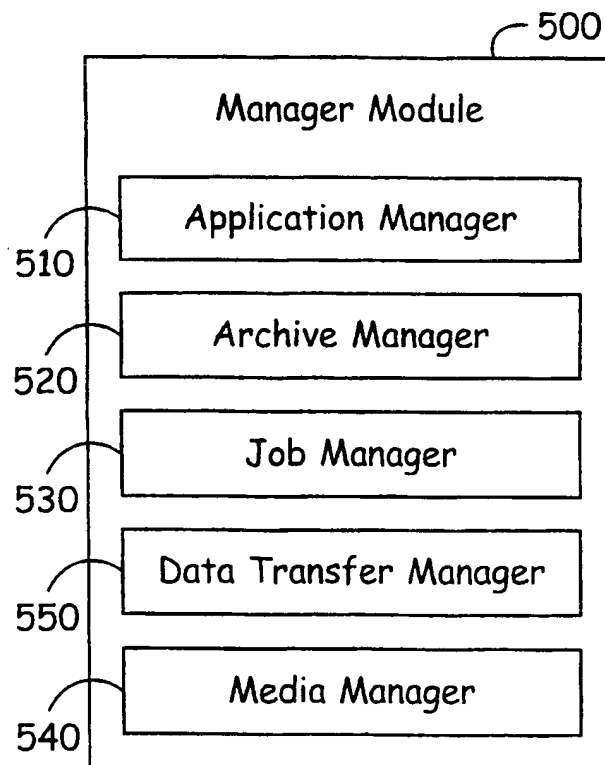 500
Manager Module
Application Manager
510
Archive Manager
520
Job Manager
530
Data Transfer Manager
550
Media Manager
540